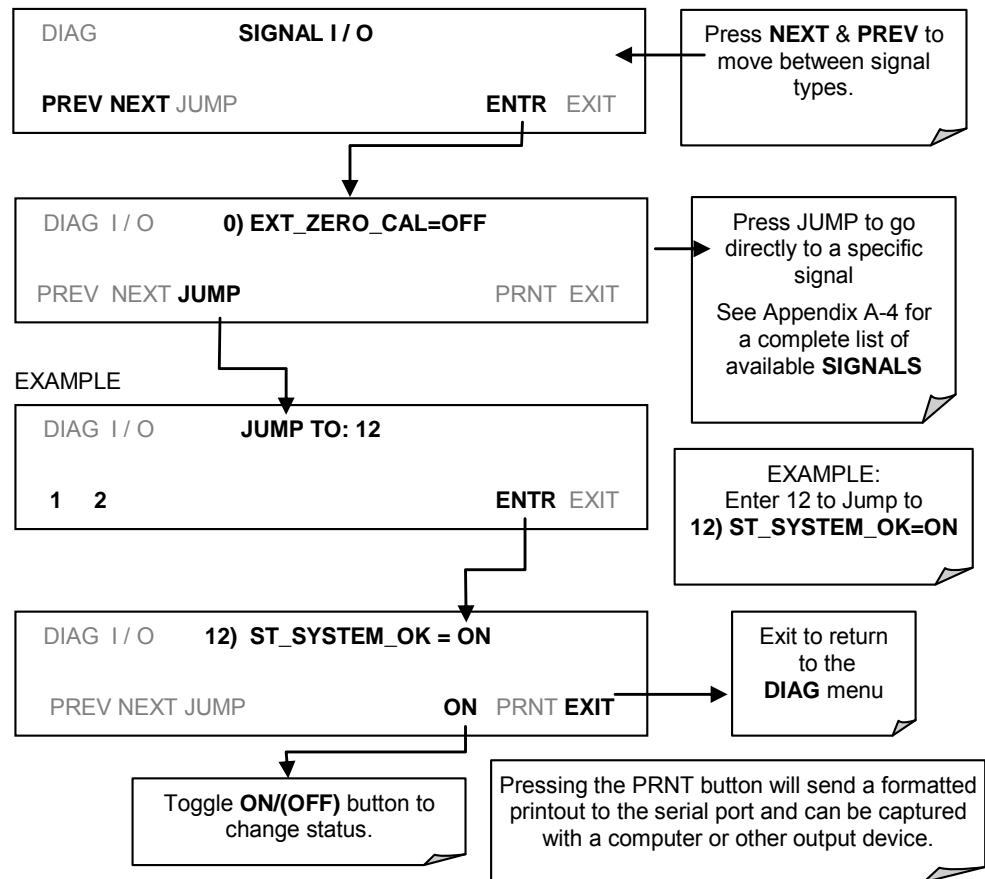 DIAG SIGNAL I / O
PREV NEXT JUMP ENTR EXIT
Press NEXT & PREV to
move between signal
types.
DIAG I / O 0) EXT_ZERO_CAL=OFF
PREV NEXT JUMP PRNT EXIT
Press JUMP to go
directly to a specific
signal
See Appendix A-4 for
a complete list of
available SIGNALS
EXAMPLE
DIAG I / O JUMP TO: 12
1 2 ENTR EXIT
EXAMPLE:
Enter 12 to Jump to
12) ST_SYSTEM_OK=ON
DIAG I / O 12) ST_SYSTEM_OK = ON
PREV NEXT JUMP ON PRNT EXIT
Exit to return
to the
DIAG menu
Toggle ON/(OFF) button to
change status.
Pressing the PRNT button will send a formatted
printout to the serial port and can be captured
with a computer or other output device.